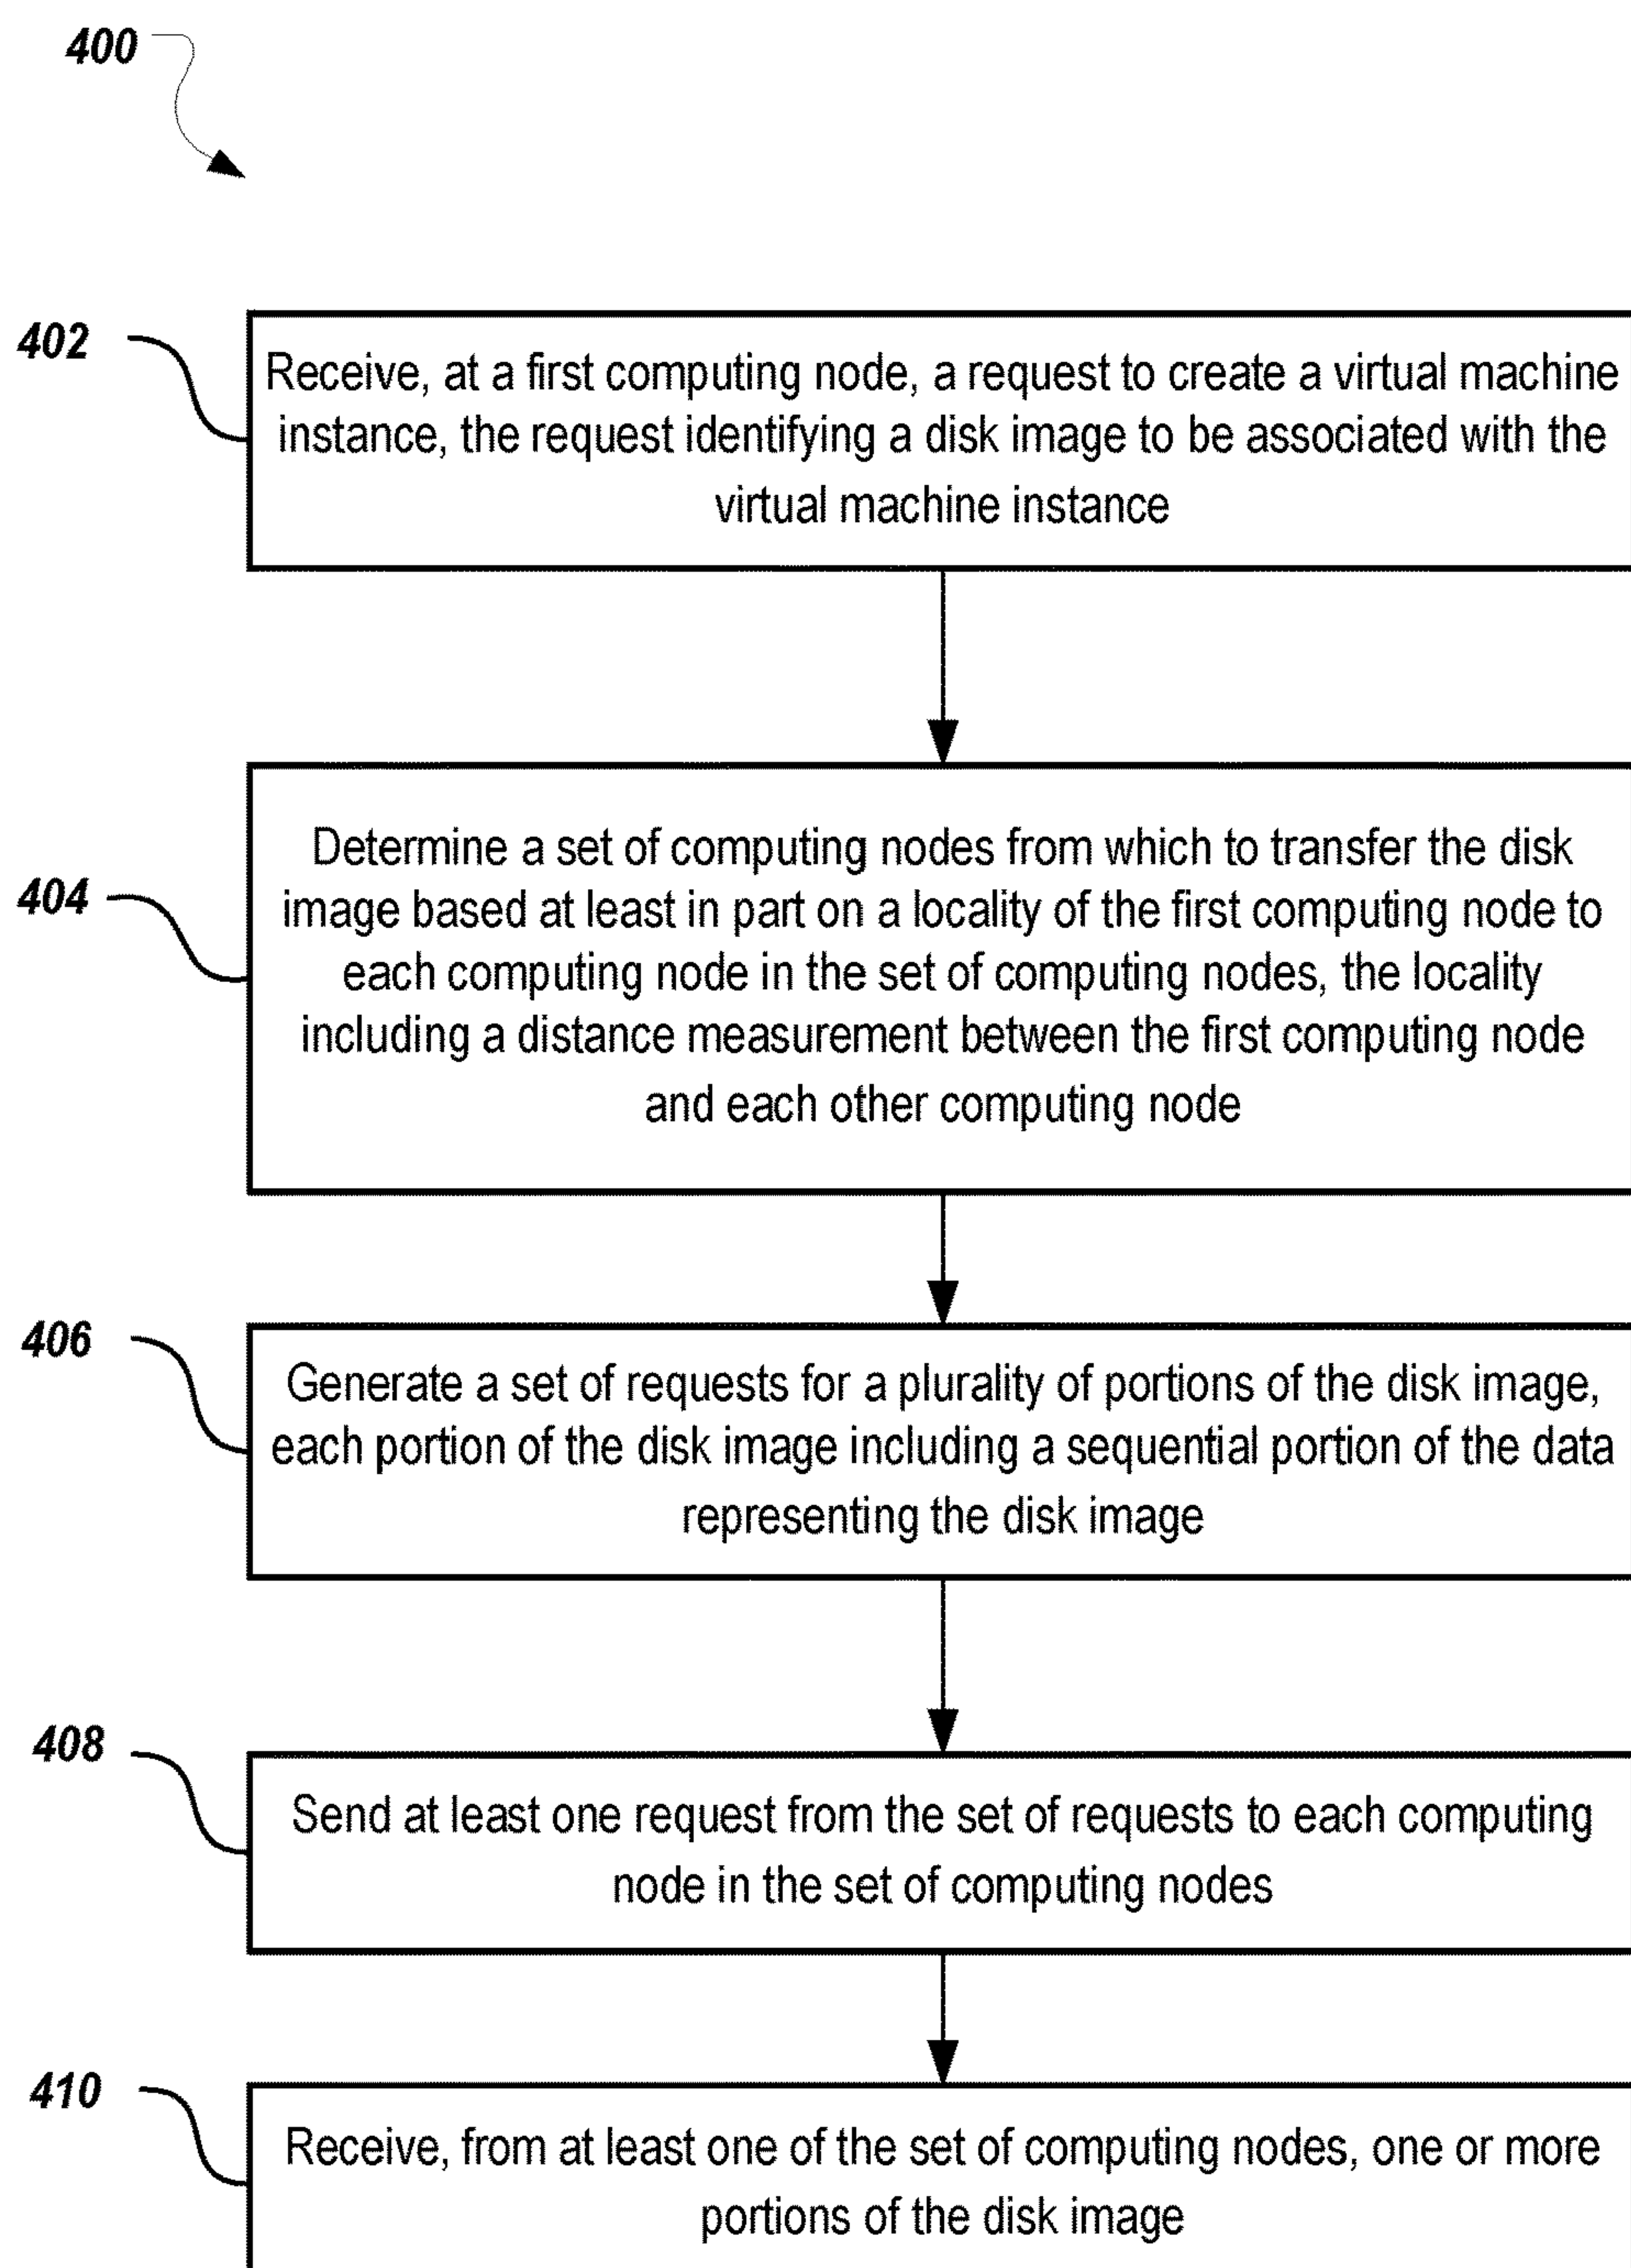 400
402
Receive, at a first computing node, a request to create a virtual machine
instance, the request identifying a disk image to be associated with the
virtual machine instance
404
Determine a set of computing nodes from which to transfer the disk
image based at least in part on a locality of the first computing node to
each computing node in the set of computing nodes, the locality
including a distance measurement between the first computing node
and each other computing node
406
Generate a set of requests for a plurality of portions of the disk image,
each portion of the disk image including a sequential portion of the data
representing the disk image
408
Send at least one request from the set of requests to each computing
node in the set of computing nodes
410
Receive, from at least one of the set of computing nodes, one or more
portions of the disk image